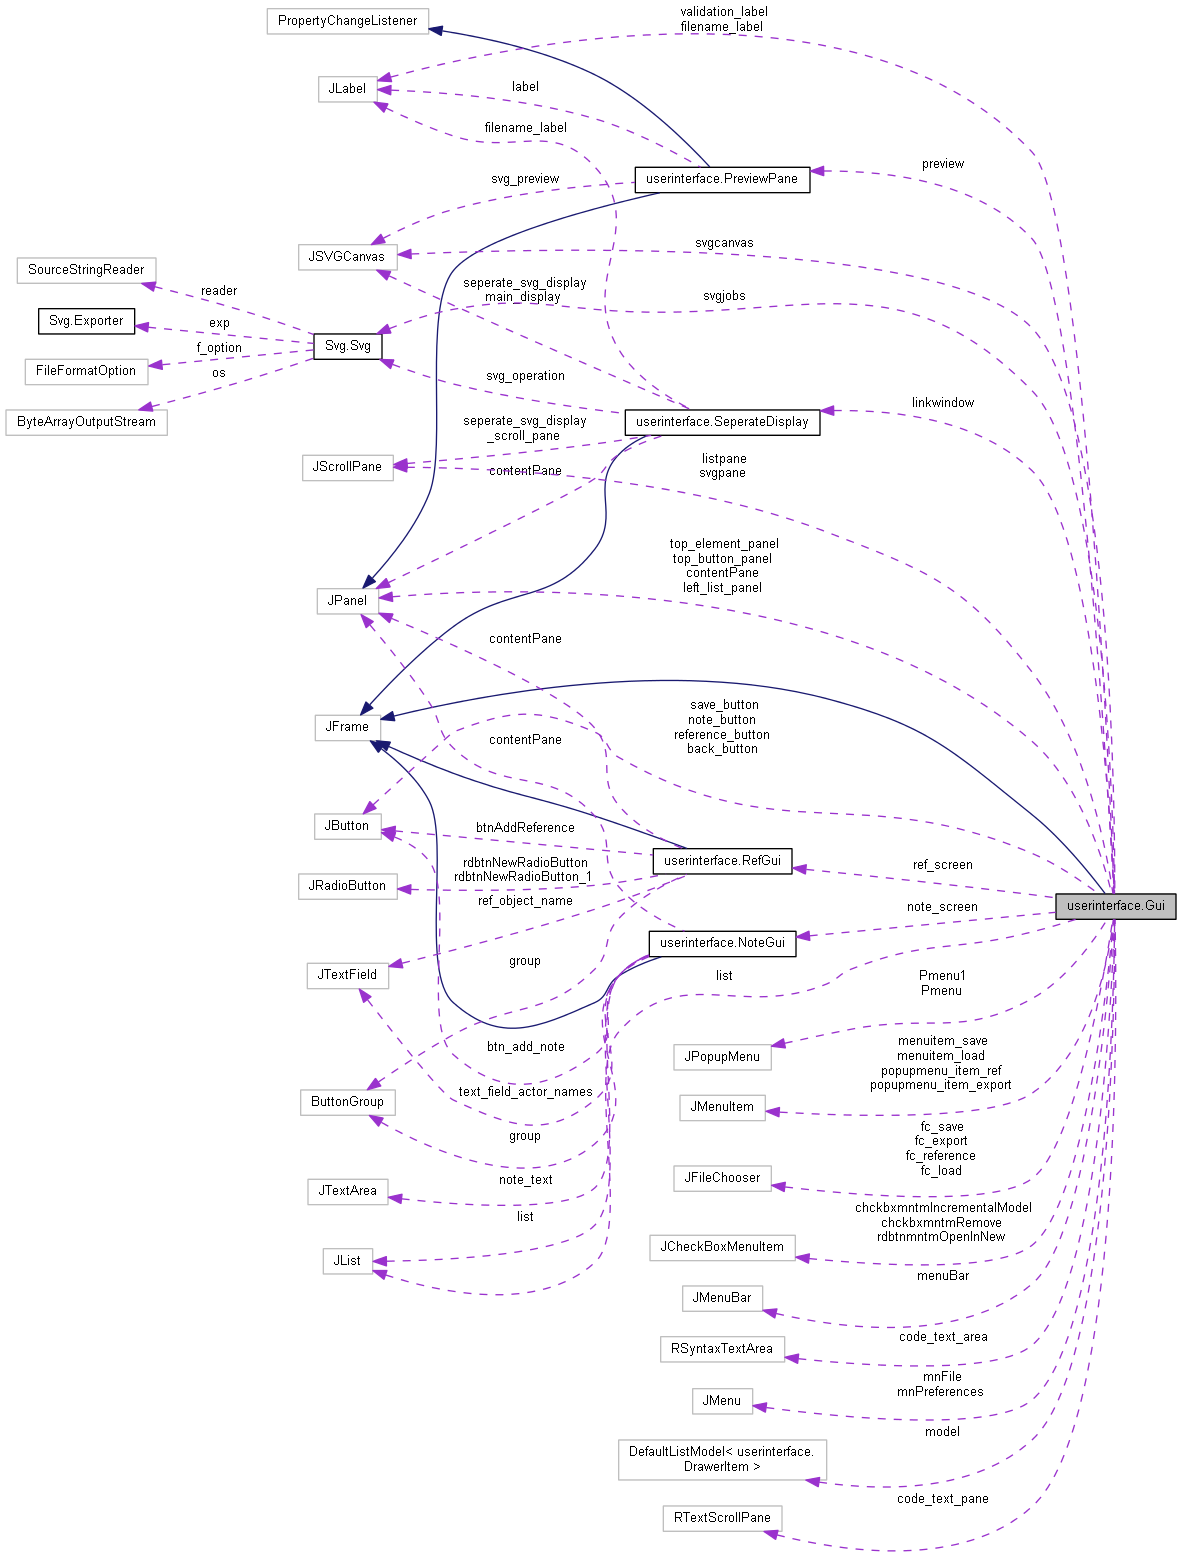 PropertyChangeListener
validation_label
filename_label
JLabel
label
filename_label
userinterface.PreviewPane
preview
svg_preview
JSVGCanvas
svgcanvas
SourceStringReader
reader
seperate_svg_display
main_display
svgjobs
Svg.Exporter
exp
Svg.Svg
f_option
FileFormatOption
os
svg_operation
ByteArrayOutputStream
userinterface.SeperateDisplay
linkwindow
seperate_svg_display
_scroll_pane
JScrollPane
contentPane
listpane
svgpane
top_element_panel
top_button_panel
contentPane
left_list_panel
JPanel
contentPane
JFrame
save_button
note_button
reference_button
back_button
contentPane
JButton
btnAddReference
userinterface.RefGui
ref_screen
rdbtnNewRadioButton
rdbtnNewRadioButton_1
JRadioButton
ref_object_name
userinterface.Gui
note_screen
userinterface.NoteGui
JTextField
group
list
Pmenu1
Pmenu
btn_add_note
JPopupMenu
menuitem_save
menuitem_load
popupmenu_item_ref
popupmenu_item_export
text_field_actor_names
ButtonGroup
JMenuItem
group
fc_save
fc_export
fc_reference
fc_load
note_text
JTextArea
JFileChooser
list
chckbxmntmIncrementalModel
chckbxmntmRemove
rdbtnmntmOpenInNew
JList
JCheckBoxMenuItem
menuBar
JMenuBar
code_text_area
RSyntaxTextArea
mnFile
mnPreferences
JMenu
model
DefaultListModel< userinterface.
DrawerItem >
code_text_pane
RTextScrollPane